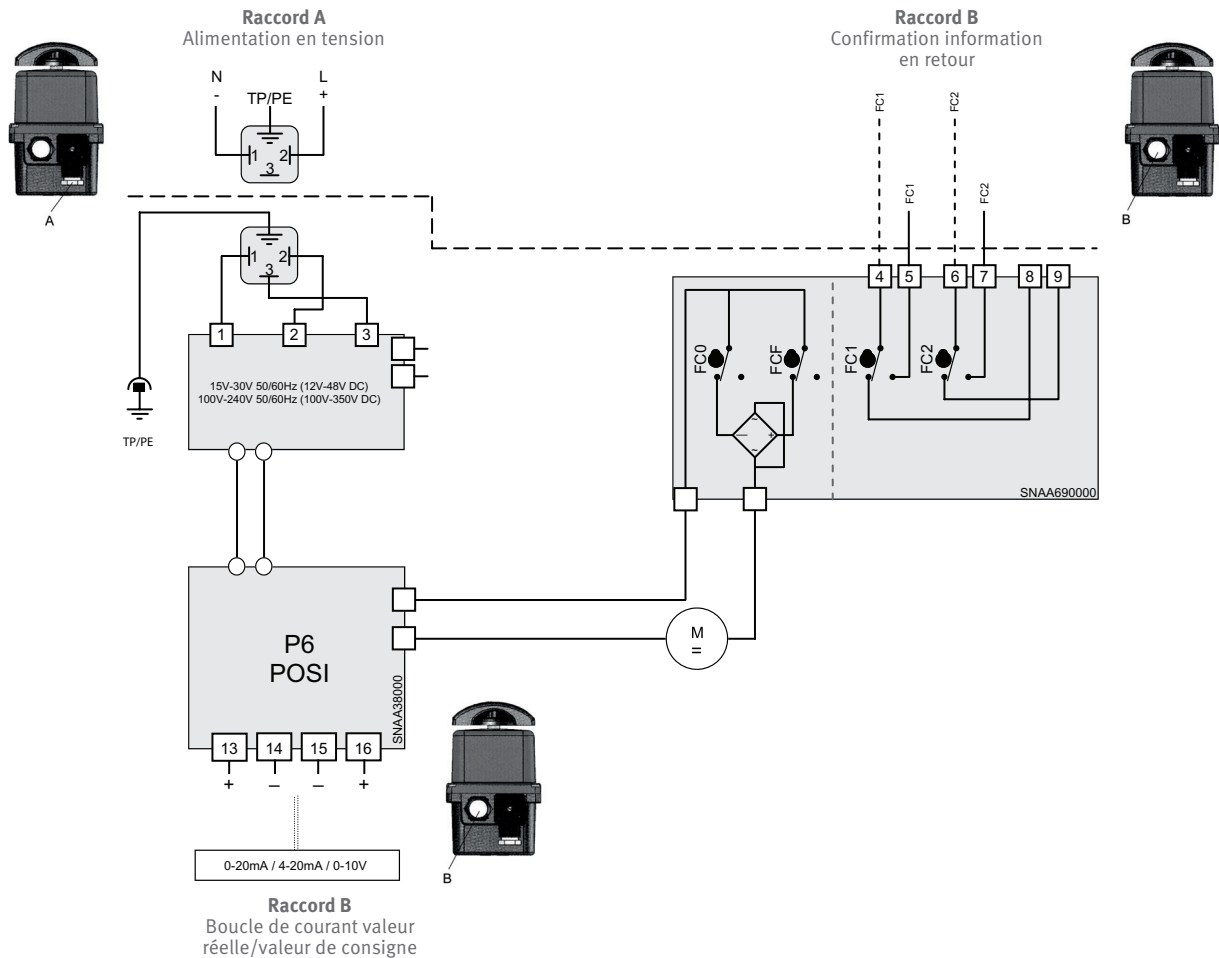 Raccord A
Alimentation en tension
Raccord B
Confirmation information
en retour
N
-
TP/PE
L
+
1
2
3
A
FC1
FC2
FC1
FC2
B
1
2
3
4
5
6
7
8
9
1
2
3
15V-30V 50/60Hz (12V-48V DC)
100V-240V 50/60Hz (100V-350V DC)
TP/PE
FC0
FCF
FC1
FC2
~
–
+
~
SNAA690000
P6
POSI
SNAA38000
M
=
13
14
15
16
+
–
–
+
0-20mA / 4-20mA / 0-10V
B
Raccord B
Boucle de courant valeur
réelle/valeur de consigne